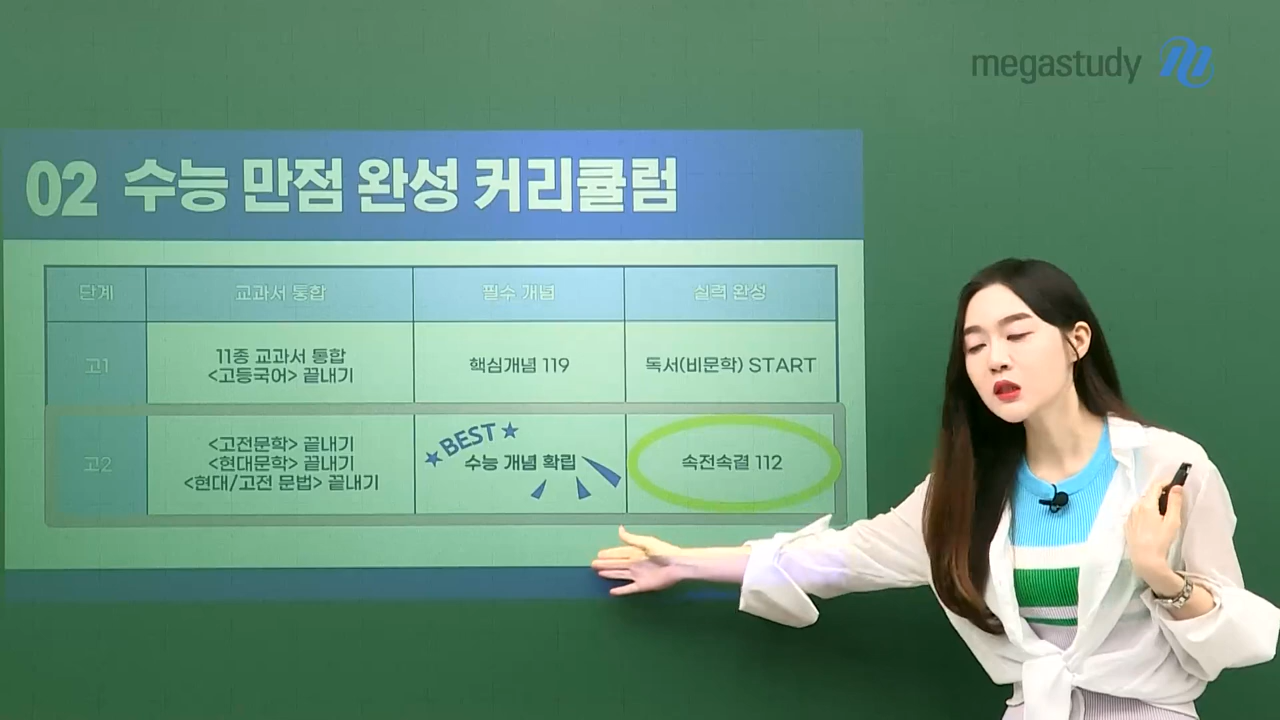 megastudy
02 수능 만점 완성 커리큘럼
단계 교과서 통합 필수 개념 실력 완성
고1
11종 교과서 통합
<고등국어> 끝내기
핵심개념 119
독서(비문학) START
고2
<고전문학> 끝내기
<현대문학> 끝내기
<현대/고전 문법> 끝내기
BEST
수능 개념 확립
속전속결 112